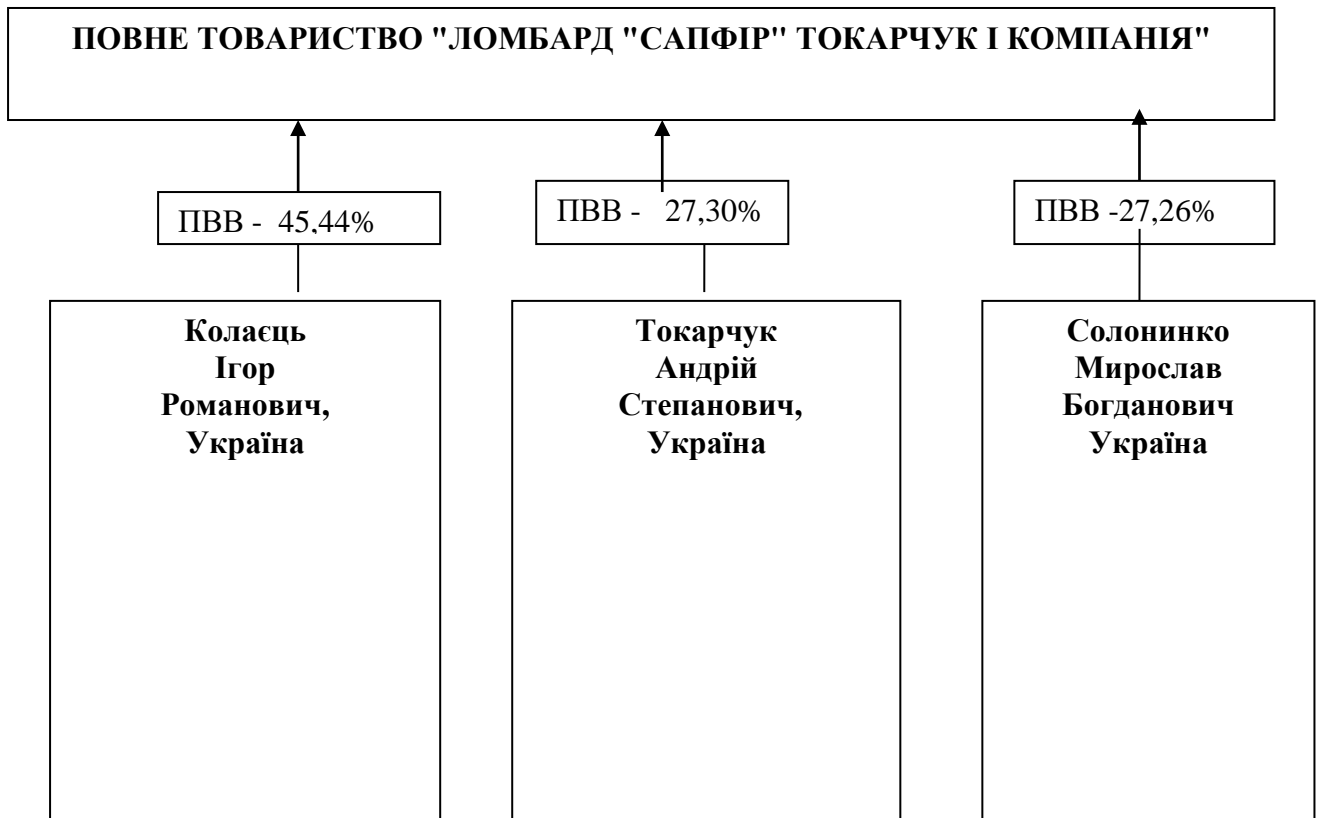 ПОВНЕ ТОВАРИСТВО "ЛОМБАРД "САПФІР" ТОКАРЧУК І КОМПАНІЯ"
ПВВ - 45,44%
ПВВ - 27,30%
ПВВ -27,26%
Колаєць
Ігор
Романович,
Україна
Токарчук
Андрій
Степанович,
Україна
Солонинко
Мирослав
Богданович
Україна